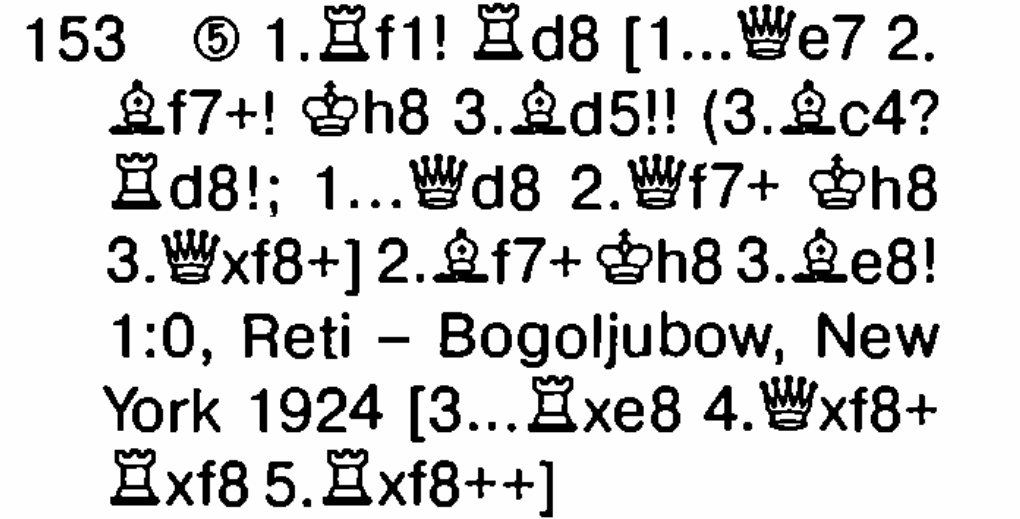 153 ⑤ 1.♖f1! ♖d8 [1...♕e7 2.
♗f7+! ♔h8 3.♗d5!! (3.♗c4?
♖d8!; 1...♕d8 2.♕f7+ ♔h8
3.♕xf8+] 2.♗f7+ ♔h8 3.♗e8!
1:0, Reti – Bogoljubow, New
York 1924 [3...♖xe8 4.♕xf8+
♖xf8 5.♖xf8++]